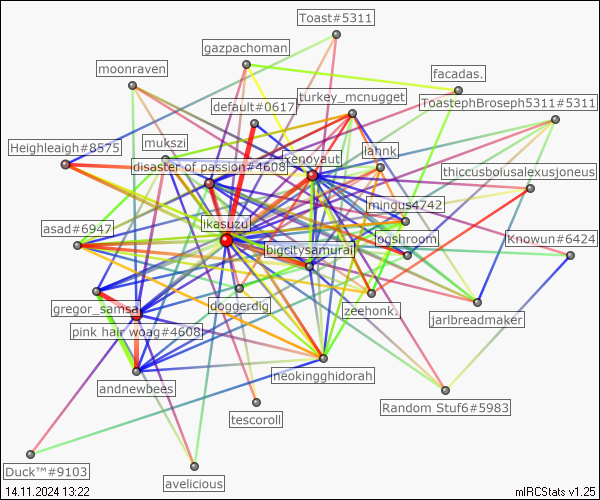 Toast#5311
gazpachoman
moonraven
facadas.
default#0617
turkey_mcnugget
ToastephBroseph5311#5311
Heighleaigh#8575
mukszi
lahnk
xenoyaut
disaster of passion#4608
thiccusboiusalexusjoneus
mingus4742
ikasuzu
asad#6947
ogshroom
Knowun#6424
bigcitysamurai
gregor_samsa
doggerdig
zeehonk.
jarlbreadmaker
pink hair woag#4608
neokingghidorah
andnewbees
Random Stuf6#5983
tescoroll
Duck™#9103
avelicious
14.11.2024 13:22
mIRCStats v1.25